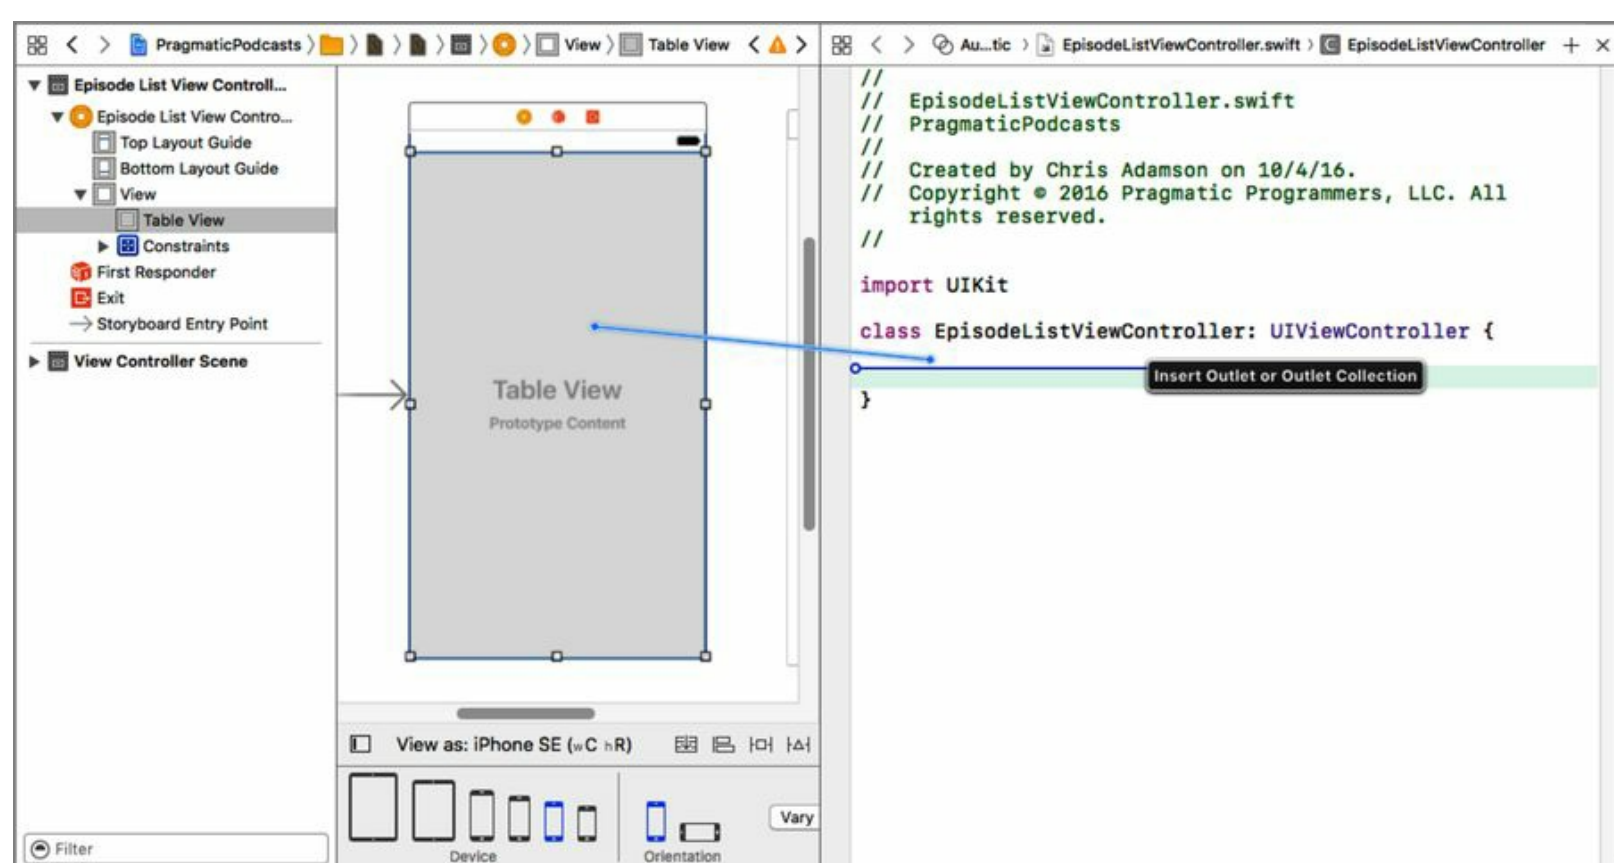 PragmaticPodcasts
View
Table View
Au...tic
EpisodeListViewController.swift
EpisodeListViewController
Episode List View Controll...
Episode List View Contro...
Top Layout Guide
Bottom Layout Guide
View
Table View
Constraints
First Responder
Exit
Storyboard Entry Point
View Controller Scene
Filter
Table View
Prototype Content
View as: iPhone SE (wC hR)
Device
Orientation
Vary
//
// EpisodeListViewController.swift
// PragmaticPodcasts
//
// Created by Chris Adamson on 10/4/16.
// Copyright © 2016 Pragmatic Programmers, LLC. All
rights reserved.
//
import UIKit
class EpisodeListViewController: UIViewController {
Insert Outlet or Outlet Collection
}